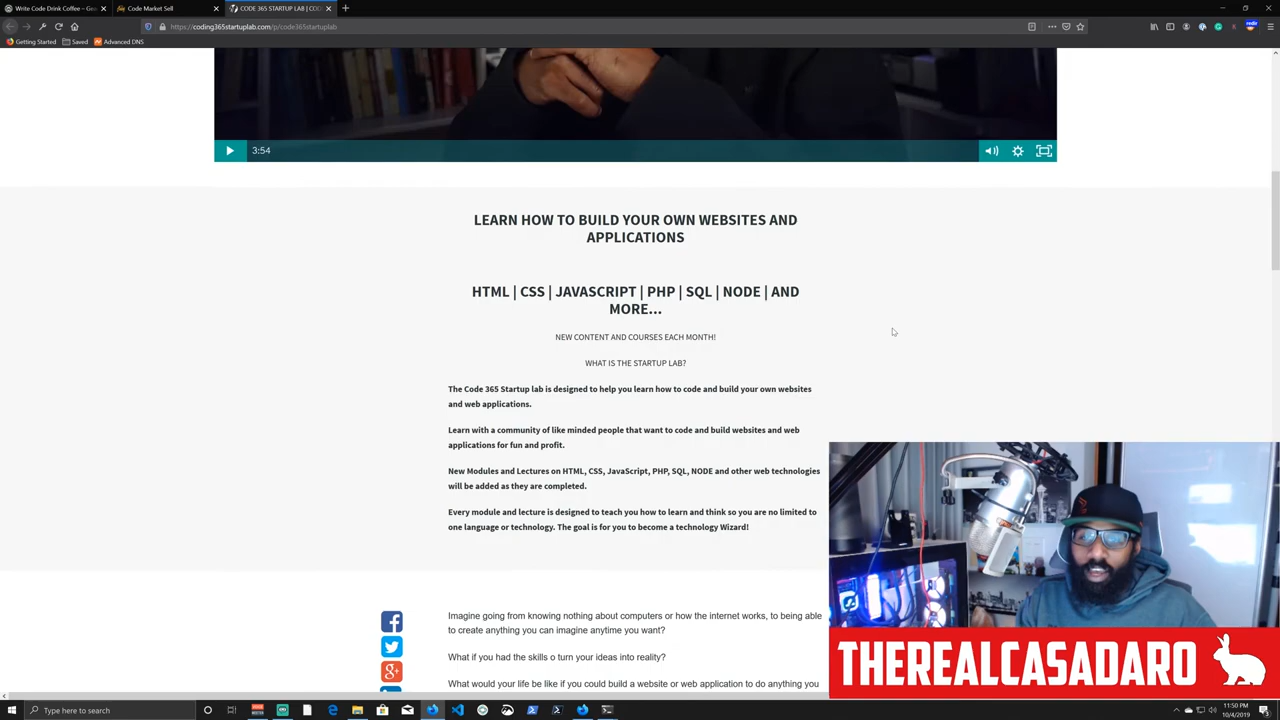 Write Code Drink Coffee – Go
Code Market Sell
CODE 365 STARTUP LAB | COD
https://coding365startuplab.com/p/code365startuplab
Getting Started
Saved
Advanced DNS
3:54
LEARN HOW TO BUILD YOUR OWN WEBSITES AND
APPLICATIONS
HTML | CSS | JAVASCRIPT | PHP | SQL | NODE | AND
MORE...
NEW CONTENT AND COURSES EACH MONTH!
WHAT IS THE STARTUP LAB?
The Code 365 Startup lab is designed to help you learn how to code and build your own websites
and web applications.
Learn with a community of like minded people that want to code and build websites and web
applications for fun and profit.
New Modules and Lectures on HTML, CSS, JavaScript, PHP, SQL, NODE and other web technologies
will be added as they are completed.
Every module and lecture is designed to teach you how to learn and think so you are no limited to
one language or technology. The goal is for you to become a technology Wizard!
Imagine going from knowing nothing about computers or how the internet works, to being able
to create anything you can imagine anytime you want?
What if you had the skills o turn your ideas into reality?
What would your life be like if you could build a website or web application to do anything you
THEREALCASADARO
Type here to search
11:50 PM
10/4/2019